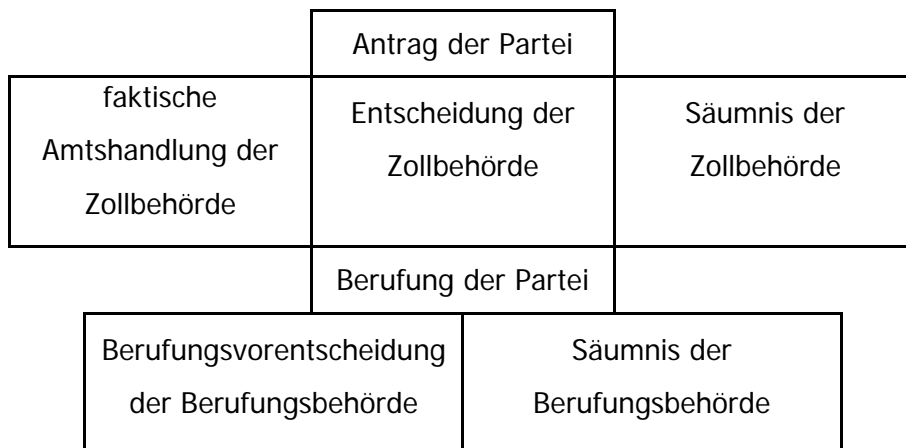 Antrag der Partei
faktische
Amtshandlung der
Zollbehörde
Entscheidung der
Zollbehörde
Säumnis der
Zollbehörde
Berufung der Partei
Berufungsvorentscheidung
der Berufungsbehörde
Säumnis der
Berufungsbehörde